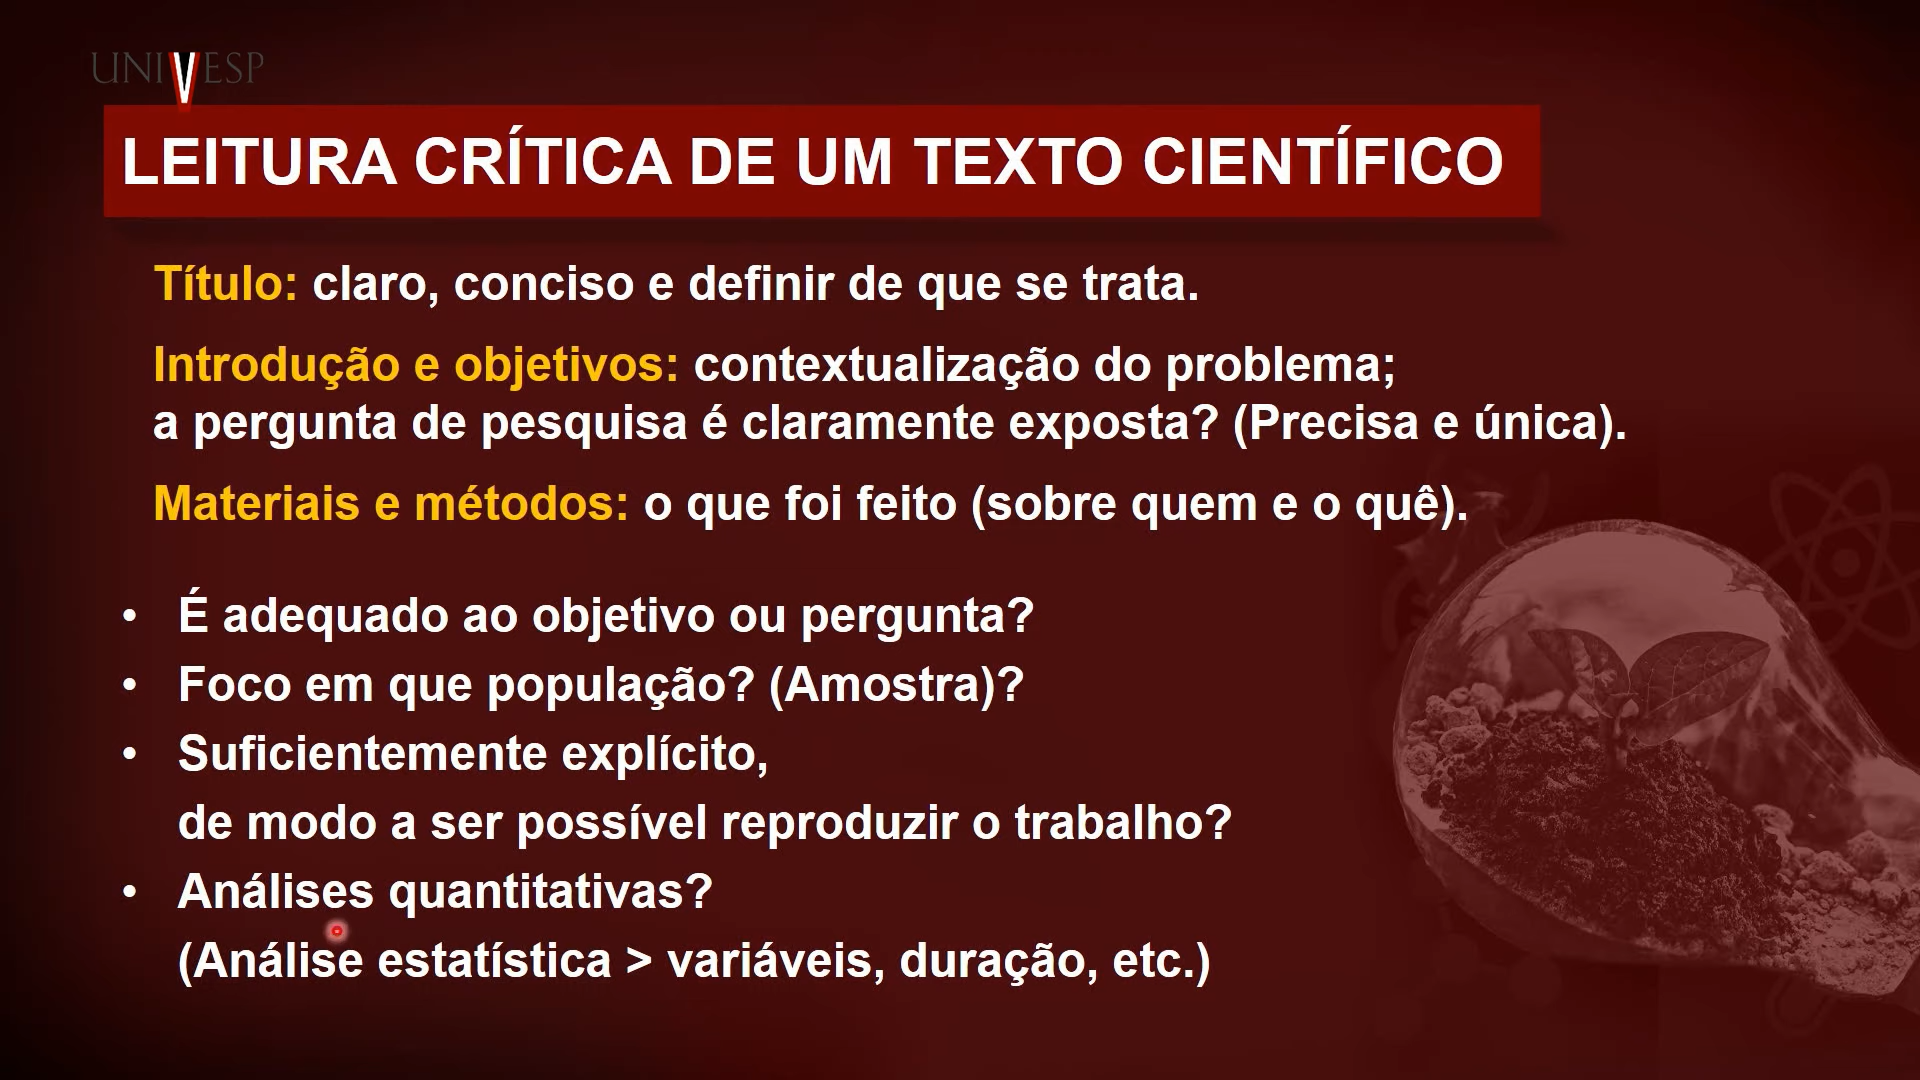 UNIVESP
LEITURA CRÍTICA DE UM TEXTO CIENTÍFICO
Título: claro, conciso e definir de que se trata.
Introdução e objetivos: contextualização do problema;
a pergunta de pesquisa é claramente exposta? (Precisa e única).
Materiais e métodos: o que foi feito (sobre quem e o quê).
• É adequado ao objetivo ou pergunta?
• Foco em que população? (Amostra)?
• Suficientemente explícito,
de modo a ser possível reproduzir o trabalho?
• Análises quantitativas?
(Análise estatística > variáveis, duração, etc.)